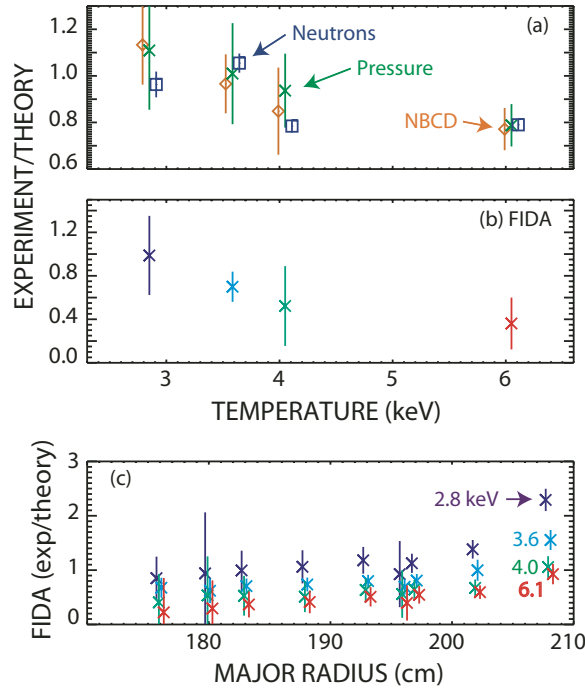 1.2
1.0
0.8
0.6
(a)
Neutrons
Pressure
NBCD
EXPERIMENT/THEORY
1.2
0.8
0.4
0.0
(b) FIDA
3 4 5 6
TEMPERATURE (keV)
3
2
1
0
FIDA (exp/theory)
(c)
2.8 keV
3.6
4.0
6.1
180 190 200 210
MAJOR RADIUS (cm)